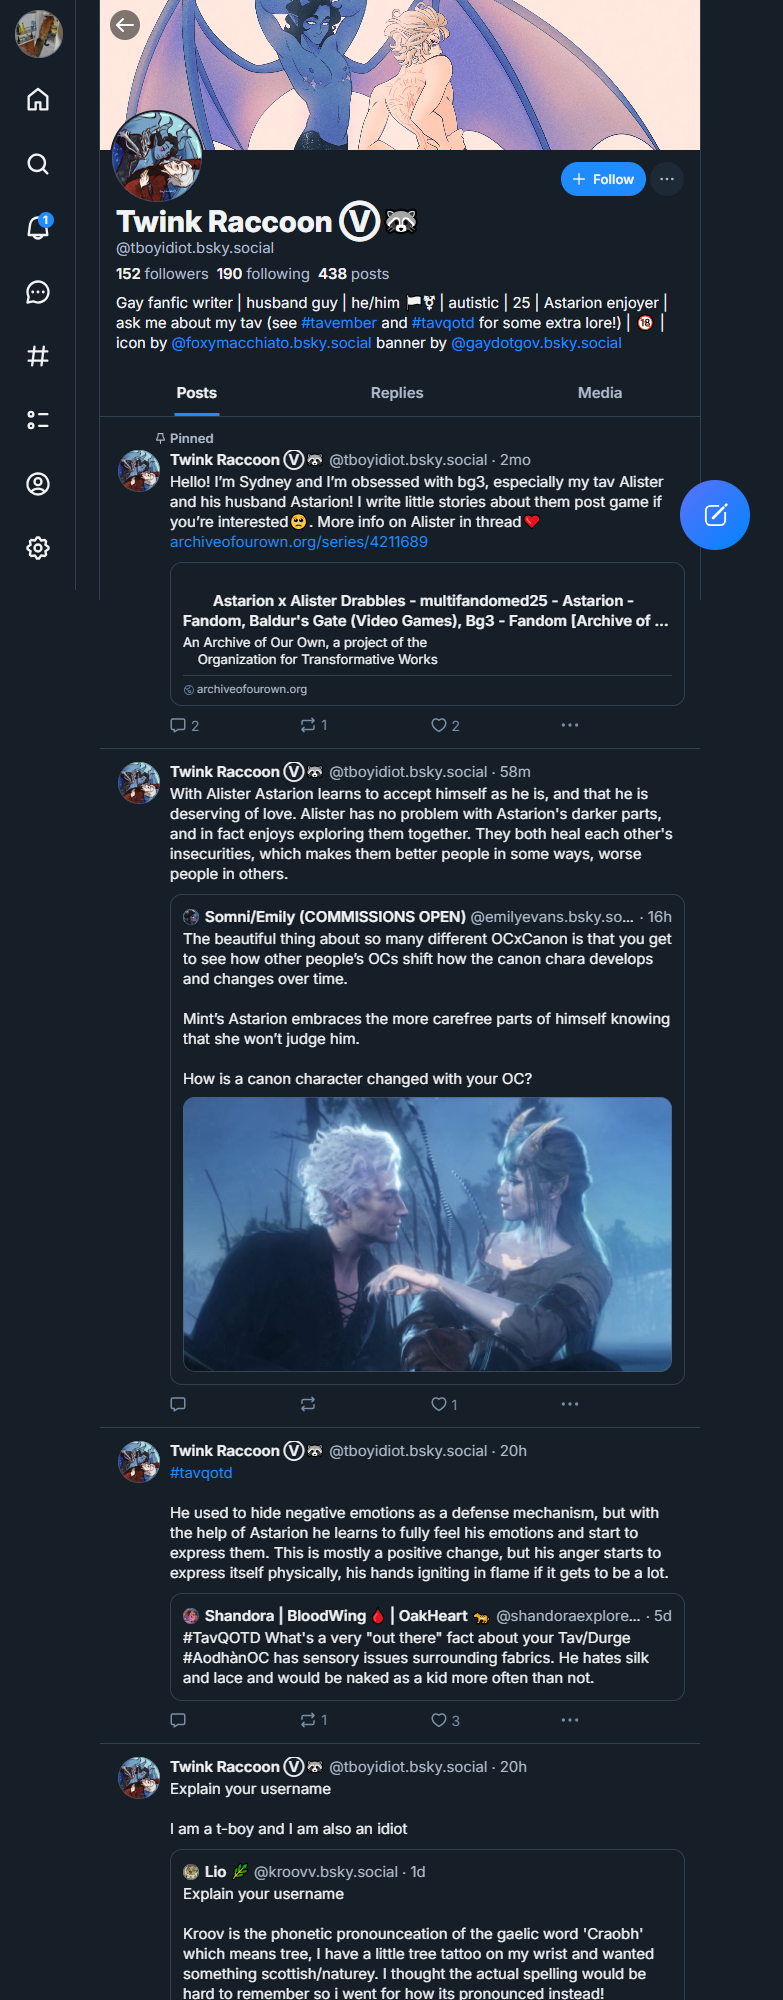 + Follow
Twink Raccoon Ⓥ🦝
@tboyidiot.bsky.social
152 followers 190 following 438 posts
Gay fanfic writer | husband guy | he/him 🏳️‍⚧️ | autistic | 25 | Astarion enjoyer |
ask me about my tav (see #tavember and #tavqotd for some extra lore!) | 🔞 |
icon by @foxymacchiato.bsky.social banner by @gaydotgov.bsky.social
1
Posts Replies Media
Pinned
Twink Raccoon Ⓥ🦝 @tboyidiot.bsky.social · 2mo
Hello! I’m Sydney and I’m obsessed with bg3, especially my tav Alister
and his husband Astarion! I write little stories about them post game if
you’re interested🥺. More info on Alister in thread❤️
archiveofourown.org/series/4211689
Astarion x Alister Drabbles - multifandomed25 - Astarion -
Fandom, Baldur's Gate (Video Games), Bg3 - Fandom [Archive of ...
An Archive of Our Own, a project of the
Organization for Transformative Works
archiveofourown.org
2 1 2
Twink Raccoon Ⓥ🦝 @tboyidiot.bsky.social · 58m
With Alister Astarion learns to accept himself as he is, and that he is
deserving of love. Alister has no problem with Astarion's darker parts,
and in fact enjoys exploring them together. They both heal each other's
insecurities, which makes them better people in some ways, worse
people in others.
Somni/Emily (COMMISSIONS OPEN) @emilyevans.bsky.so... · 16h
The beautiful thing about so many different OCxCanon is that you get
to see how other people’s OCs shift how the canon chara develops
and changes over time.
Mint’s Astarion embraces the more carefree parts of himself knowing
that she won’t judge him.
How is a canon character changed with your OC?
1
Twink Raccoon Ⓥ🦝 @tboyidiot.bsky.social · 20h
#tavqotd
He used to hide negative emotions as a defense mechanism, but with
the help of Astarion he learns to fully feel his emotions and start to
express them. This is mostly a positive change, but his anger starts to
express itself physically, his hands igniting in flame if it gets to be a lot.
Shandora | BloodWing 🩸 | OakHeart 🐆 @shandoraexplore... · 5d
#TavQOTD What's a very "out there" fact about your Tav/Durge
#AodhànOC has sensory issues surrounding fabrics. He hates silk
and lace and would be naked as a kid more often than not.
1 3
Twink Raccoon Ⓥ🦝 @tboyidiot.bsky.social · 20h
Explain your username
I am a t-boy and I am also an idiot
Lio 🌿 @kroovv.bsky.social · 1d
Explain your username
Kroov is the phonetic pronounceation of the gaelic word 'Craobh'
which means tree, I have a little tree tattoo on my wrist and wanted
something scottish/naturey. I thought the actual spelling would be
hard to remember so i went for how its pronounced instead!